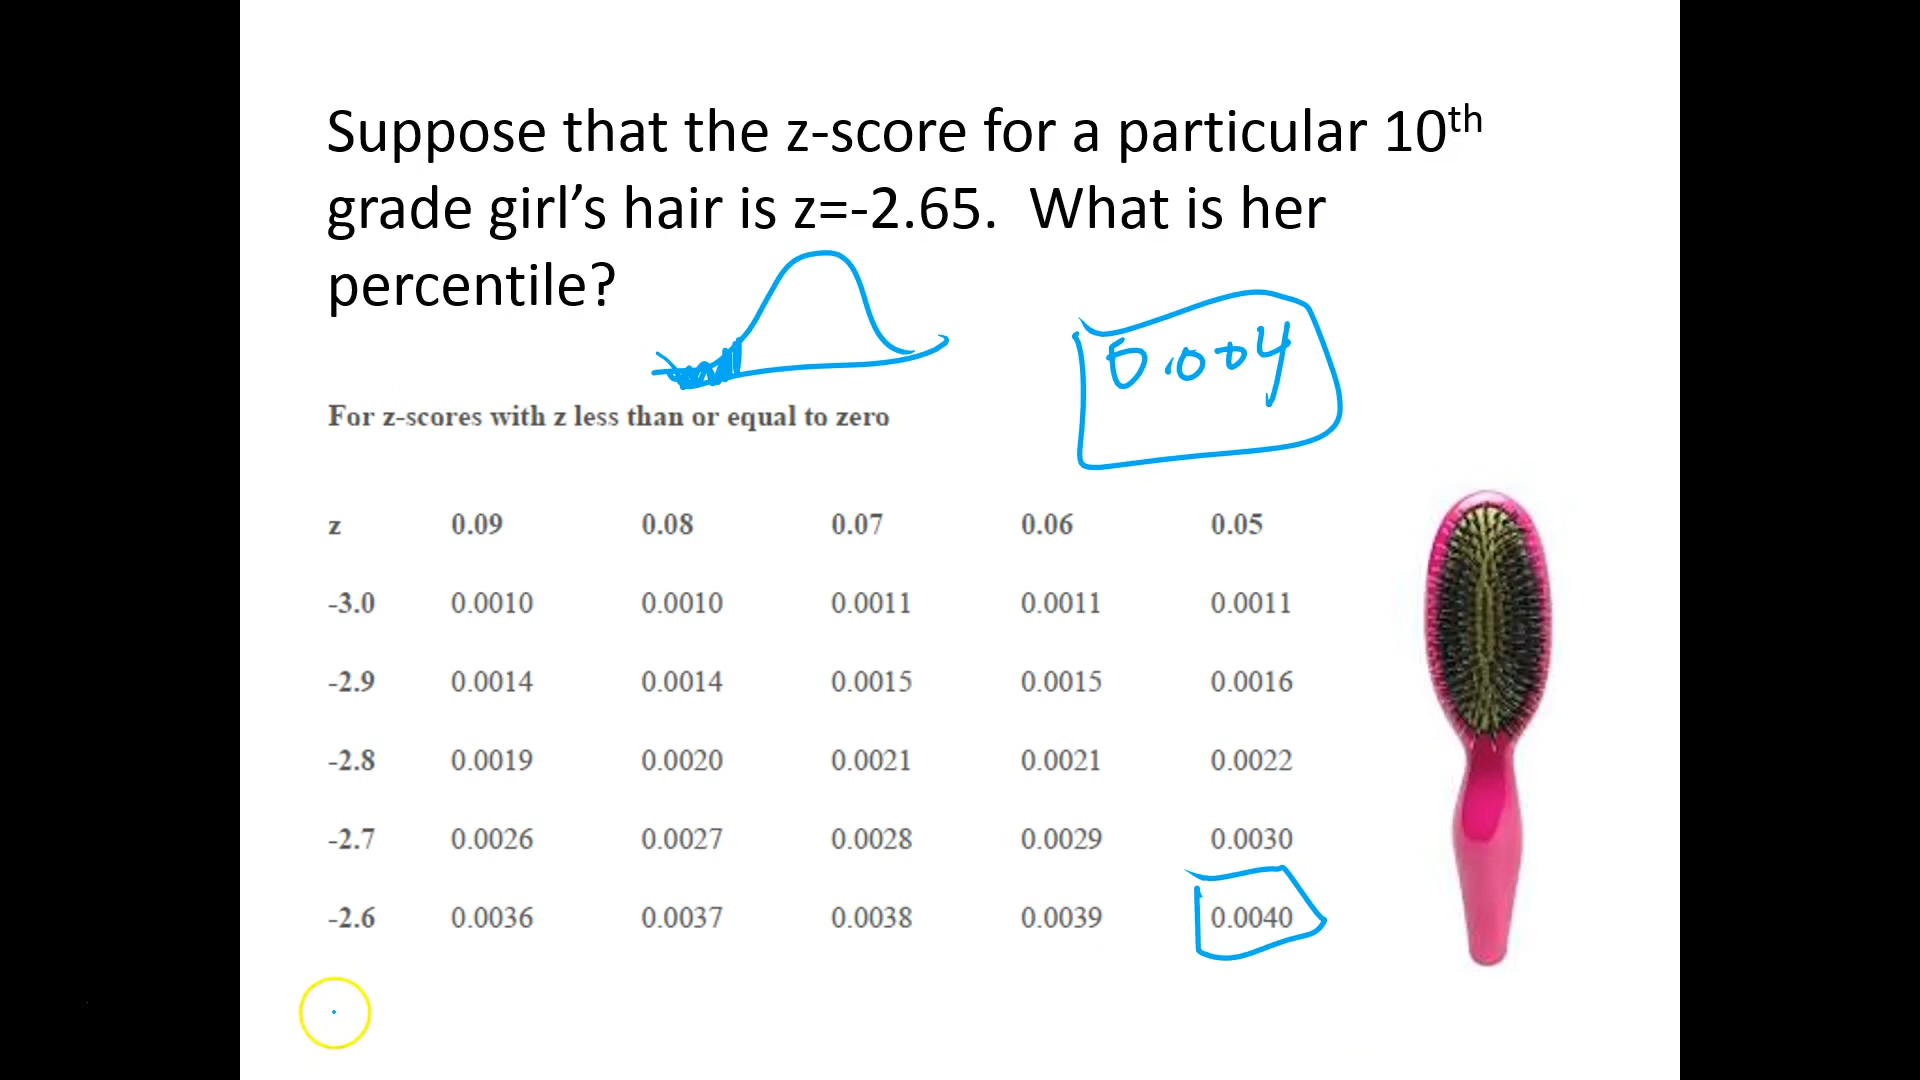 Suppose that the z-score for a particular 10th
grade girl’s hair is z=-2.65. What is her
percentile?
0.004
For z-scores with z less than or equal to zero
z 0.09 0.08 0.07 0.06 0.05
-3.0 0.0010 0.0010 0.0011 0.0011 0.0011
-2.9 0.0014 0.0014 0.0015 0.0015 0.0016
-2.8 0.0019 0.0020 0.0021 0.0021 0.0022
-2.7 0.0026 0.0027 0.0028 0.0029 0.0030
-2.6 0.0036 0.0037 0.0038 0.0039 0.0040